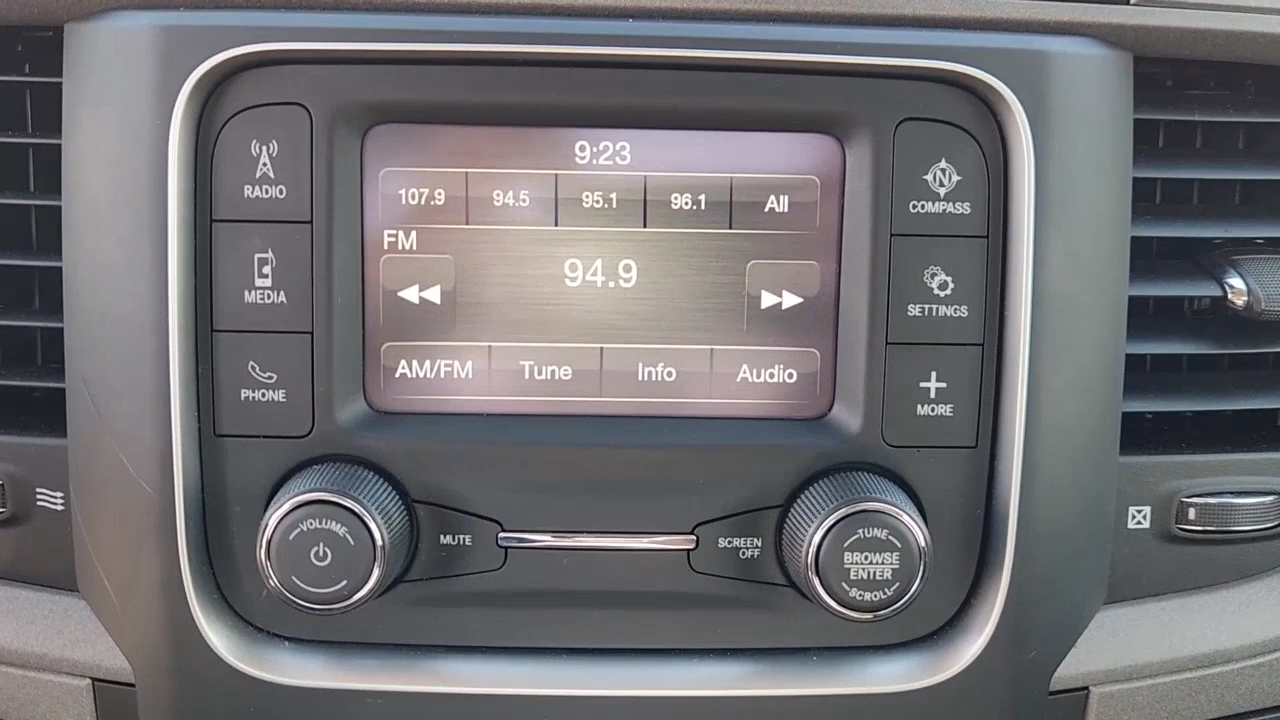 9:23
107.9 94.5 95.1 96.1 All
FM
94.9
AM/FM Tune Info Audio
RADIO
MEDIA
PHONE
N
COMPASS
SETTINGS
MORE
VOLUME
MUTE
SCREEN
OFF
TUNE
BROWSE
ENTER
SCROLL